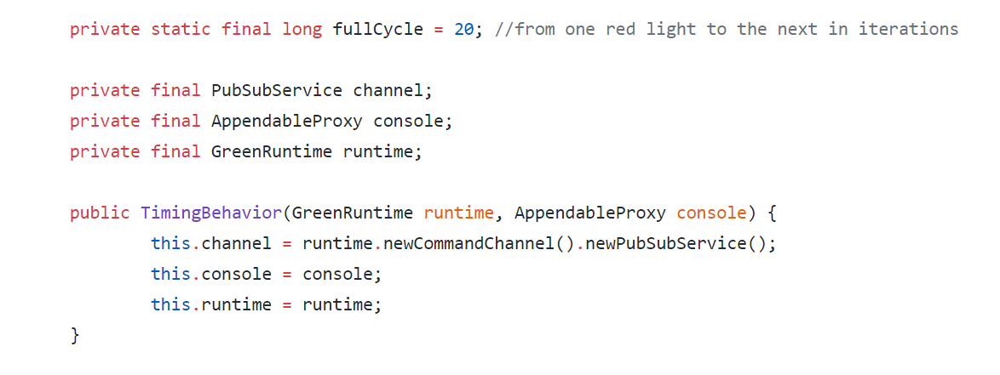 private static final long fullCycle = 20; //from one red light to the next in iterations
private final PubSubService channel;
private final AppendableProxy console;
private final GreenRuntime runtime;
public TimingBehavior(GreenRuntime runtime, AppendableProxy console) {
this.channel = runtime.newCommandChannel().newPubSubService();
this.console = console;
this.runtime = runtime;
}